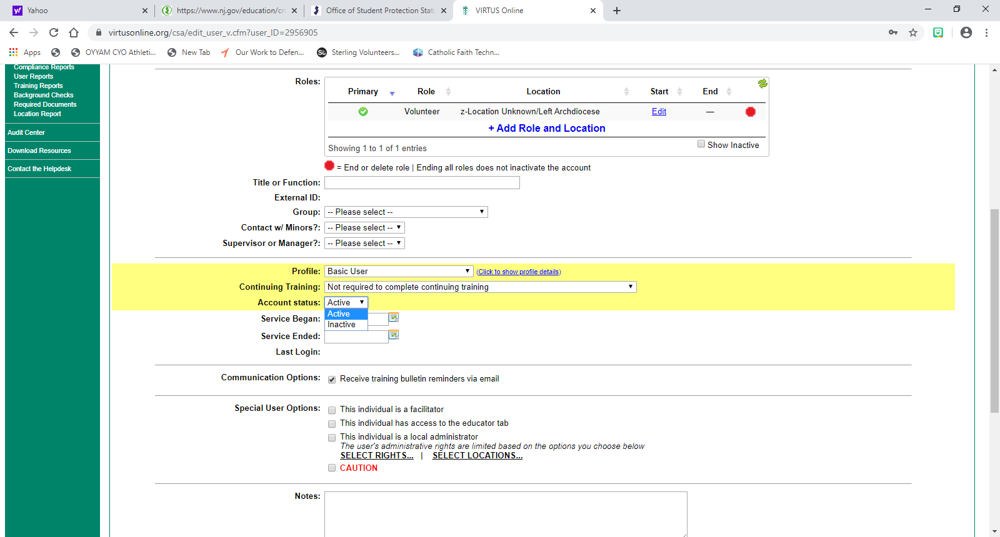 Yahoo
https://www.nj.gov/education/cri
Office of Student Protection Statu
VIRTUS Online
virtusonline.org/csa/edit_user_v.cfm?user_ID=2956905
Apps
OYYAM CYO Athleti...
New Tab
Our Work to Defen...
Sterling Volunteers...
Catholic Faith Techn...
Compliance Reports
User Reports
Training Reports
Background Checks
Required Documents
Location Report
Audit Center
Download Resources
Contact the Helpdesk
Roles:
Primary Role Location Start End
Volunteer z-Location Unknown/Left Archdiocese Edit —
+ Add Role and Location
Showing 1 to 1 of 1 entries
Show Inactive
= End or delete role | Ending all roles does not inactivate the account
Title or Function:
External ID:
Group: -- Please select --
Contact w/ Minors?: -- Please select --
Supervisor or Manager?: -- Please select --
Profile: Basic User (Click to show profile details)
Continuing Training: Not required to complete continuing training
Account status: Active
Active
Inactive
Service Began:
Service Ended:
Last Login:
Communication Options: Receive training bulletin reminders via email
Special User Options: This individual is a facilitator
This individual has access to the educator tab
This individual is a local administrator
The user's administrative rights are limited based on the options you choose below
SELECT RIGHTS... | SELECT LOCATIONS...
CAUTION
Notes: